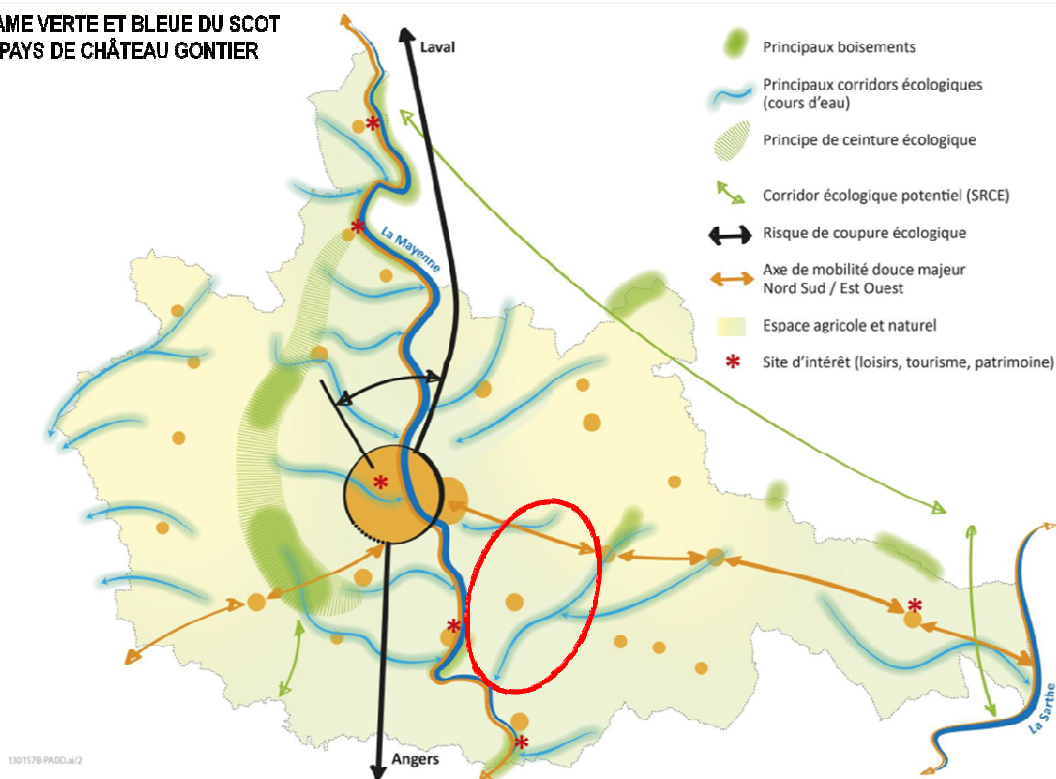 AME VERTE ET BLEUE DU SCOT
PAYS DE CHÂTEAU GONTIER
Laval
La Mayenne
Angers
La Sarthe
Principaux boisements
Principaux corridors écologiques
(cours d'eau)
Principe de ceinture écologique
Corridor écologique potentiel (SRCE)
Risque de coupure écologique
Axe de mobilité douce majeur
Nord Sud / Est Ouest
Espace agricole et naturel
Site d'intérêt (loisirs, tourisme, patrimoine)
130157B-PADD.ai/2